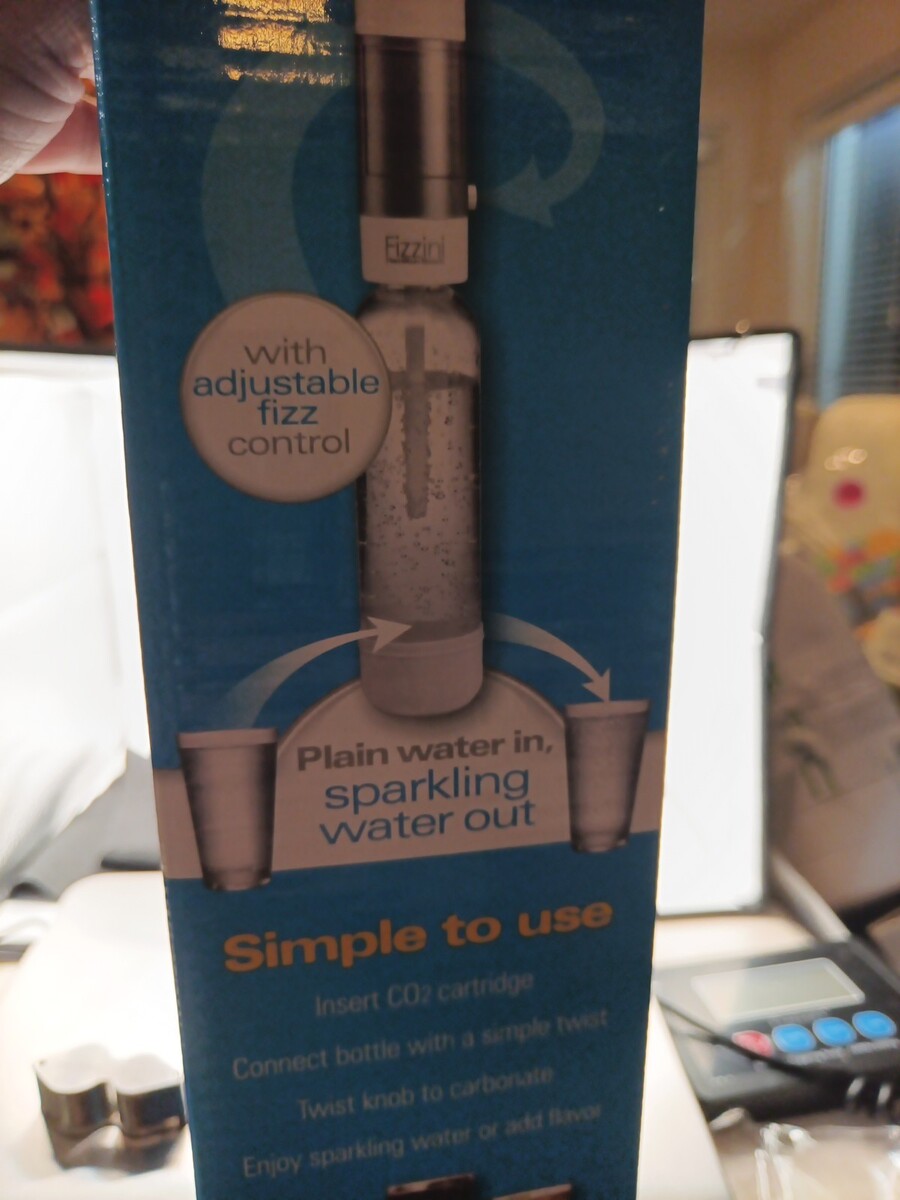 Fizzini
with
adjustable
fizz
control
Plain water in,
sparkling
water out
Simple to use
Insert CO2 cartridge
Connect bottle with a simple twist
Twist knob to carbonate
Enjoy sparkling water or add flavor